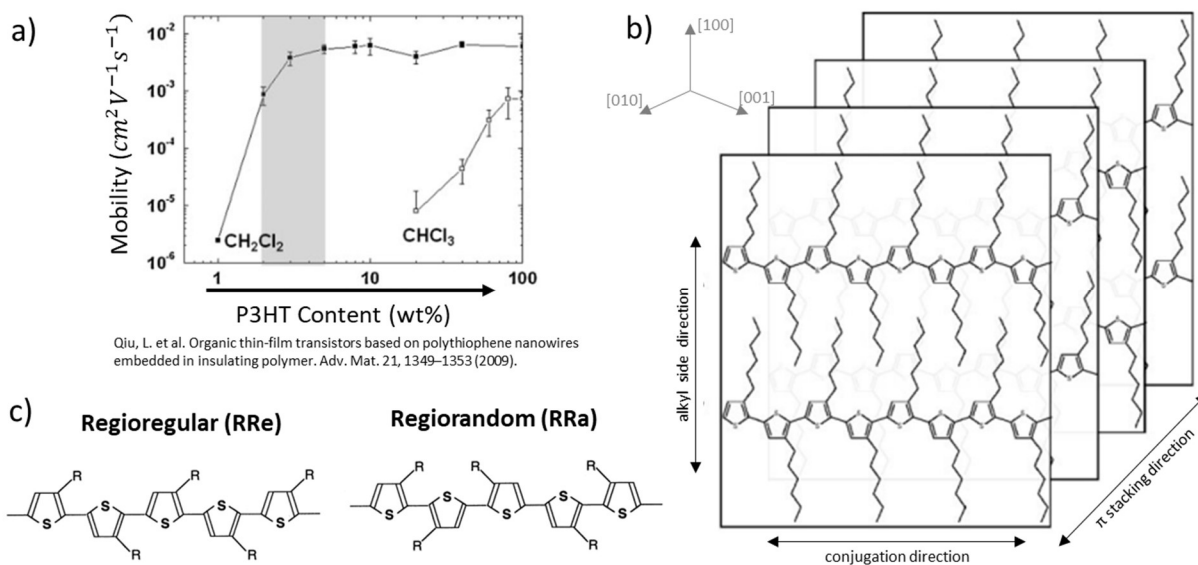 a)
Mobility (cm²V⁻¹s⁻¹)
10⁻²
10⁻³
10⁻⁴
10⁻⁵
10⁻⁶
CH₂Cl₂
CHCl₃
1
10
100
P3HT Content (wt%)
Qiu, L. et al. Organic thin-film transistors based on polythiophene nanowires
embedded in insulating polymer. Adv. Mat. 21, 1349–1353 (2009).
b)
[100]
[010]
[001]
alkyl side direction
conjugation direction
π stacking direction
c)
Regioregular (RRe)
R
R
R
S
S
S
S
S
R
R
Regiorandom (RRa)
R
R
R
S
S
S
S
S
R
R